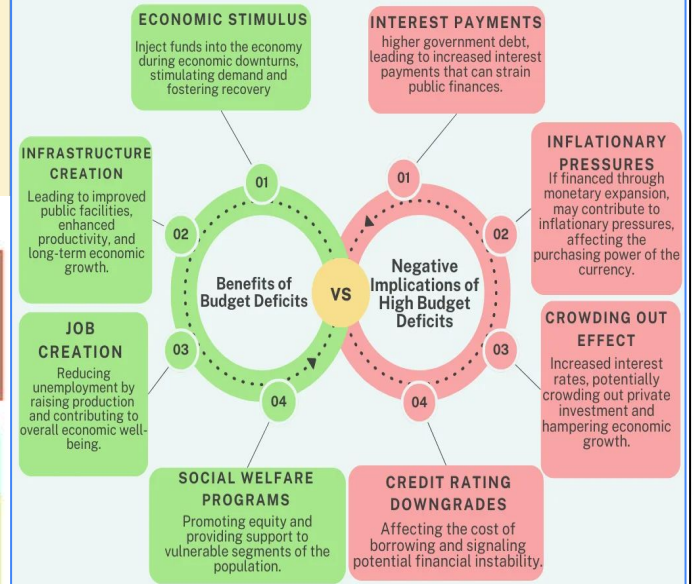 ECONOMIC STIMULUS
Inject funds into the economy
during economic downturns,
stimulating demand and
fostering recovery
INTEREST PAYMENTS
higher government debt,
leading to increased interest
payments that can strain
public finances.
INFRASTRUCTURE
CREATION
Leading to improved
public facilities,
enhanced
productivity, and
long-term economic
growth.
INFLATIONARY
PRESSURES
If financed through
monetary expansion,
may contribute to
inflationary pressures,
affecting the
purchasing power of the
currency.
01
01
02
02
Benefits of
Budget Deficits
VS
Negative
Implications of
High Budget
Deficits
03
03
04
04
JOB
CREATION
Reducing
unemployment by
raising production
and contributing to
overall economic well-
being.
CROWDING OUT
EFFECT
Increased interest
rates, potentially
crowding out private
investment and
hampering economic
growth.
SOCIAL WELFARE
PROGRAMS
Promoting equity and
providing support to
vulnerable segments of the
population.
CREDIT RATING
DOWNGRADES
Affecting the cost of
borrowing and signaling
potential financial instability.